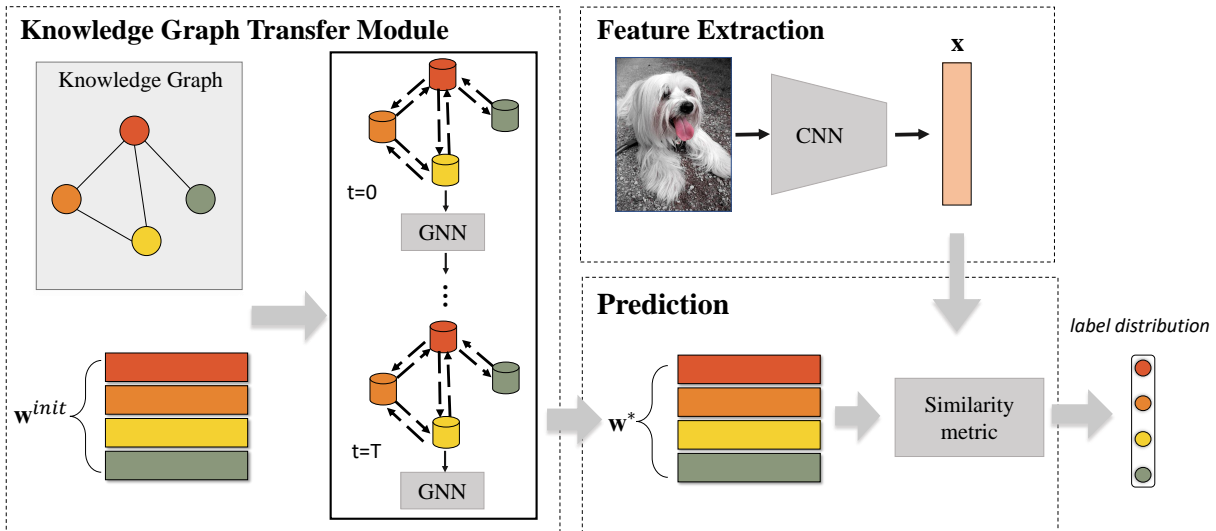 Knowledge Graph Transfer Module
Knowledge Graph
t=0
GNN
t=T
GNN
w^init
Feature Extraction
x
CNN
Prediction
w*
Similarity
metric
label distribution